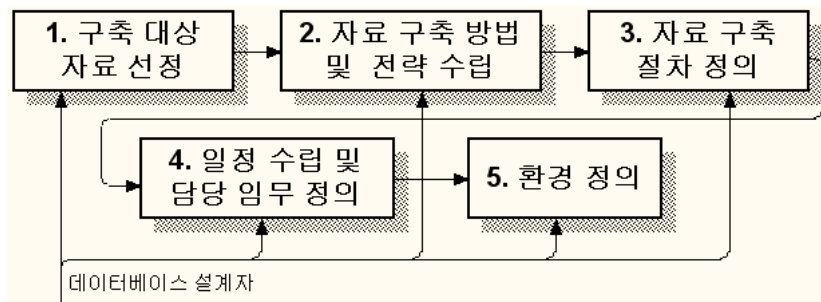 1. 구축 대상
자료 선정
2. 자료 구축 방법
및 전략 수립
3. 자료 구축
절차 정의
4. 일정 수립 및
담당 임무 정의
5. 환경 정의
데이터베이스 설계자